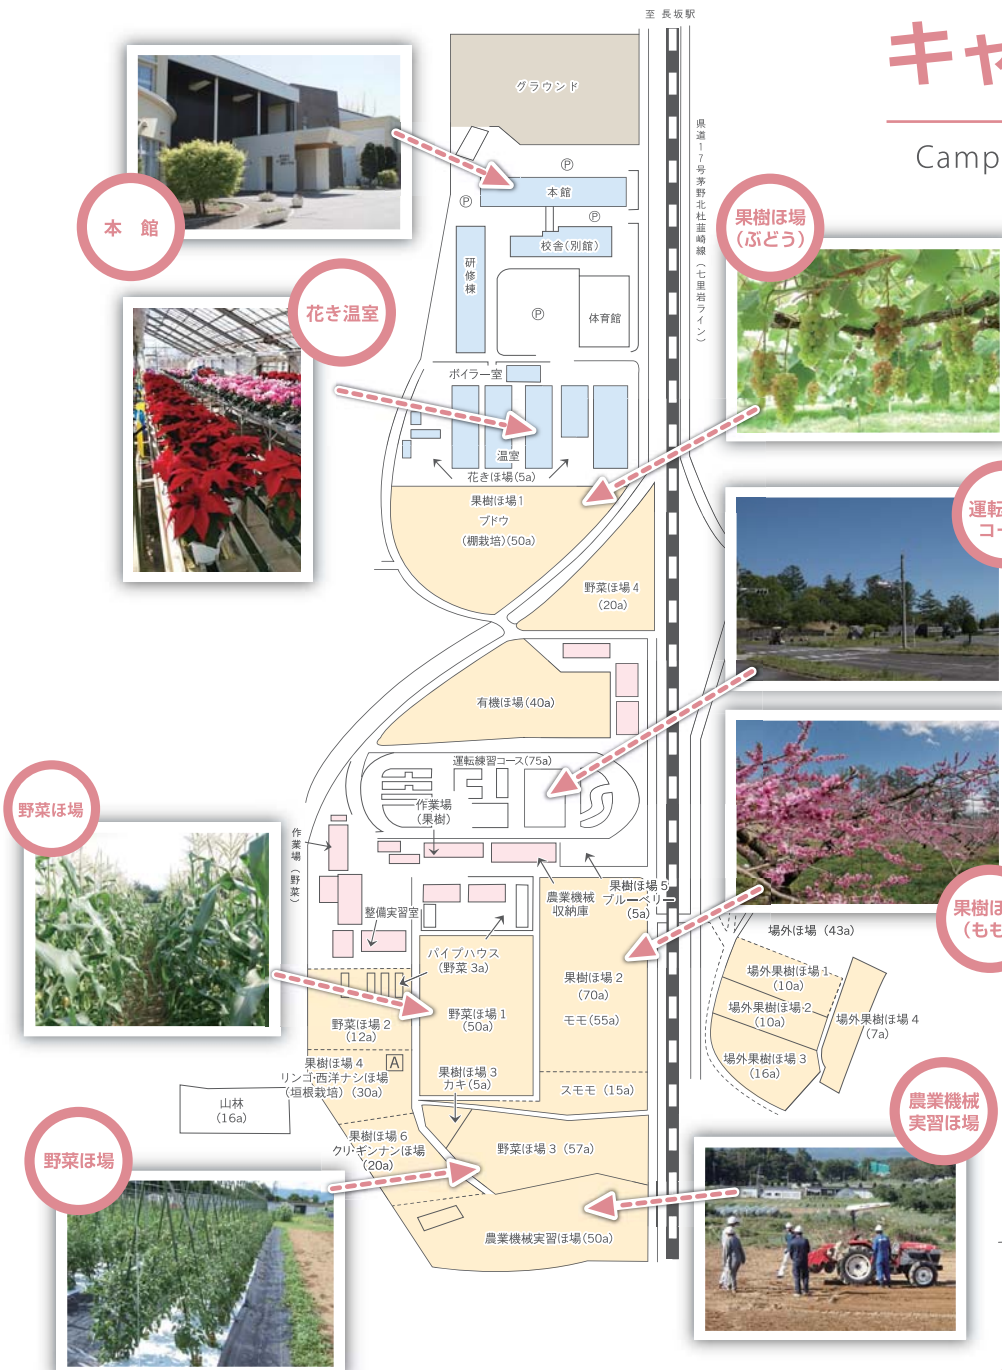 至 長坂駅
キャ
Camp
グラウンド
県道17号茅野北杜韮崎線(七里岩ライン)
Ⓟ
本館
Ⓟ
Ⓟ
校舎(別館)
研修棟
Ⓟ
体育館
本 館
果樹ほ場
(ぶどう)
花き温室
ボイラー室
温室
花きほ場(5a)
果樹ほ場1
ブドウ
(棚栽培)(50a)
運転
コー
野菜ほ場4
(20a)
有機ほ場(40a)
運転練習コース(75a)
作業場
(果樹)
野菜ほ場
作業場(野菜)
農業機械
収納庫
果樹ほ場5
ブルーベリー
(5a)
整備実習室
パイプハウス
(野菜3a)
果樹ほ
(もも
場外ほ場(43a)
果樹ほ場2
(70a)
モモ(55a)
場外果樹ほ場1
(10a)
場外果樹ほ場2
(10a)
場外果樹ほ場4
(7a)
場外果樹ほ場3
(16a)
野菜ほ場1
(50a)
野菜ほ場2
(12a)
A
果樹ほ場4
リンゴ・西洋ナシほ場
(垣根栽培)(30a)
果樹ほ場3
カキ(5a)
スモモ(15a)
山林
(16a)
農業機械
実習ほ場
果樹ほ場6
クリ・ギンナンほ場
(20a)
野菜ほ場3(57a)
野菜ほ場
農業機械実習ほ場(50a)